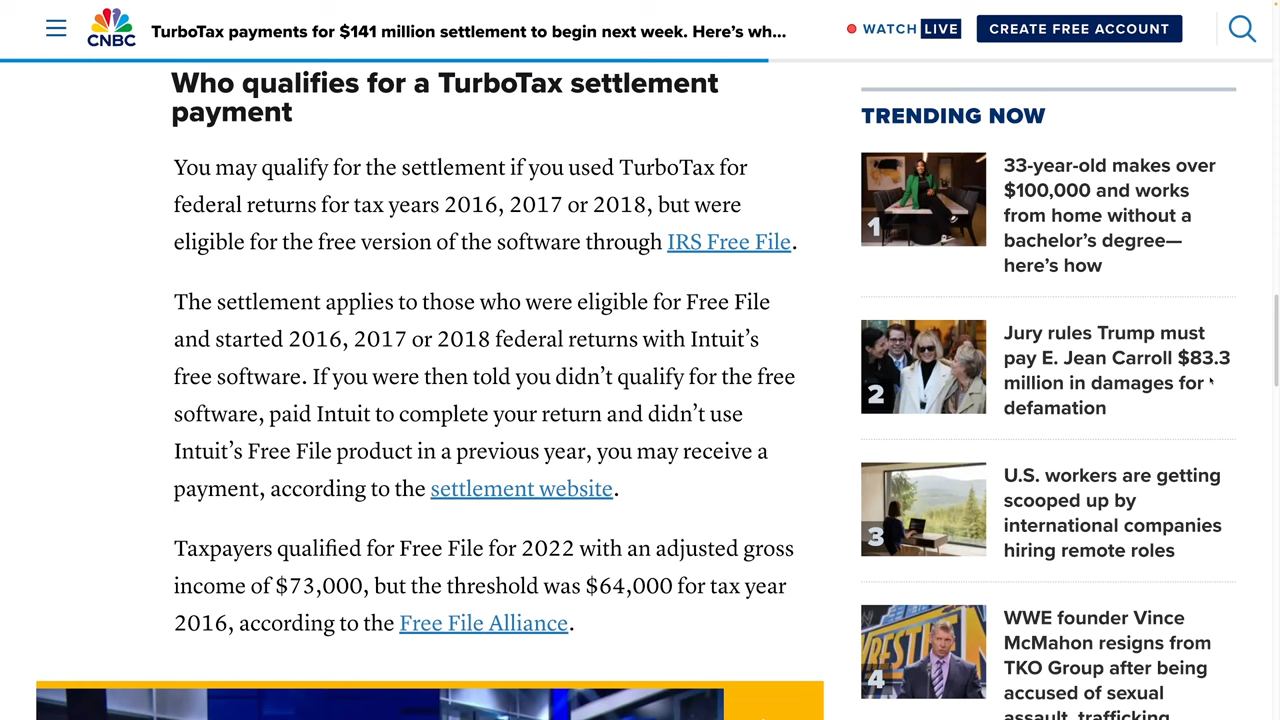 CNBC
TurboTax payments for $141 million settlement to begin next week. Here’s wh...
WATCH LIVE
CREATE FREE ACCOUNT
Who qualifies for a TurboTax settlement
payment
You may qualify for the settlement if you used TurboTax for
federal returns for tax years 2016, 2017 or 2018, but were
eligible for the free version of the software through IRS Free File.
The settlement applies to those who were eligible for Free File
and started 2016, 2017 or 2018 federal returns with Intuit’s
free software. If you were then told you didn’t qualify for the free
software, paid Intuit to complete your return and didn’t use
Intuit’s Free File product in a previous year, you may receive a
payment, according to the settlement website.
Taxpayers qualified for Free File for 2022 with an adjusted gross
income of $73,000, but the threshold was $64,000 for tax year
2016, according to the Free File Alliance.
TRENDING NOW
1
33-year-old makes over
$100,000 and works
from home without a
bachelor’s degree—
here’s how
2
Jury rules Trump must
pay E. Jean Carroll $83.3
million in damages for
defamation
3
U.S. workers are getting
scooped up by
international companies
hiring remote roles
4
WWE founder Vince
McMahon resigns from
TKO Group after being
accused of sexual
assault, trafficking